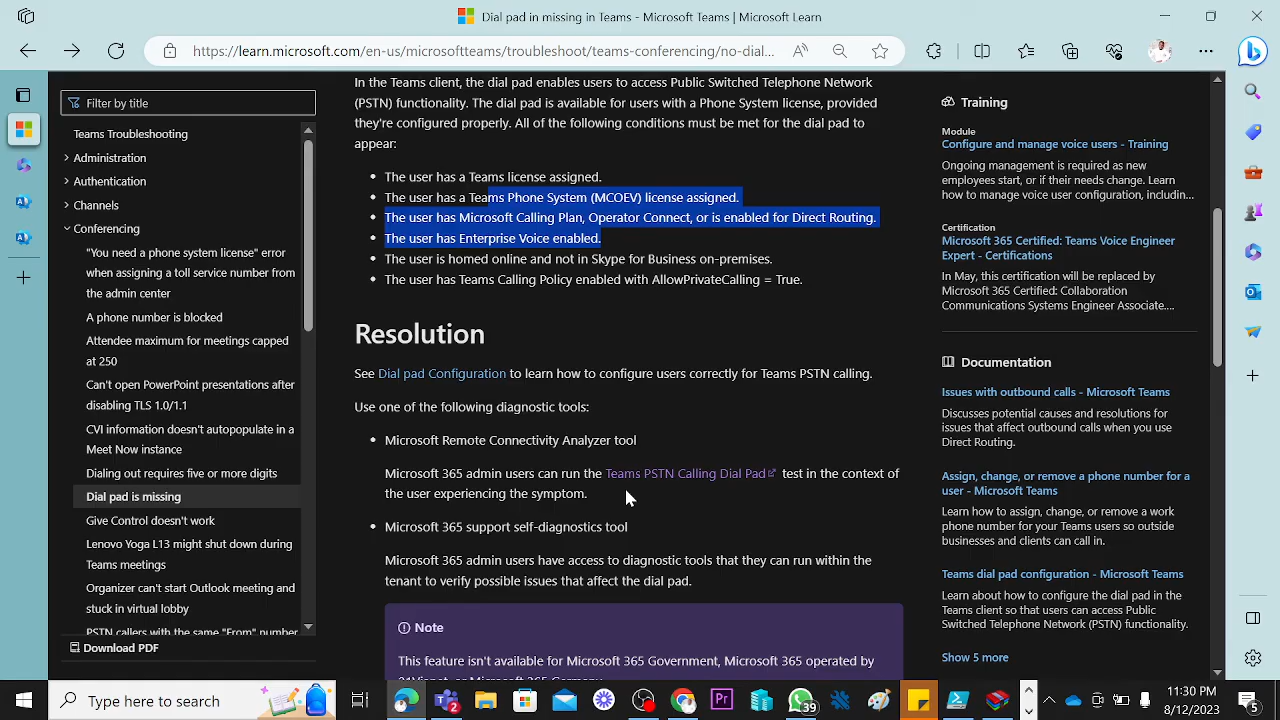 Dial pad in missing in Teams - Microsoft Teams | Microsoft Learn
https://learn.microsoft.com/en-us/microsoftteams/troubleshoot/teams-conferencing/no-dial...
Filter by title
Teams Troubleshooting
Administration
Authentication
Channels
Conferencing
"You need a phone system license" error
when assigning a toll service number from
the admin center
A phone number is blocked
Attendee maximum for meetings capped
at 250
Can't open PowerPoint presentations after
disabling TLS 1.0/1.1
CVI information doesn't autopopulate in a
Meet Now instance
Dialing out requires five or more digits
Dial pad is missing
Give Control doesn't work
Lenovo Yoga L13 might shut down during
Teams meetings
Organizer can't start Outlook meeting and
stuck in virtual lobby
PSTN callers with the same "From" number
Download PDF
In the Teams client, the dial pad enables users to access Public Switched Telephone Network
(PSTN) functionality. The dial pad is available for users with a Phone System license, provided
they're configured properly. All of the following conditions must be met for the dial pad to
appear:
The user has a Teams license assigned.
The user has a Teams Phone System (MCOEV) license assigned.
The user has Microsoft Calling Plan, Operator Connect, or is enabled for Direct Routing.
The user has Enterprise Voice enabled.
The user is homed online and not in Skype for Business on-premises.
The user has Teams Calling Policy enabled with AllowPrivateCalling = True.
Resolution
See Dial pad Configuration to learn how to configure users correctly for Teams PSTN calling.
Use one of the following diagnostic tools:
Microsoft Remote Connectivity Analyzer tool
Microsoft 365 admin users can run the Teams PSTN Calling Dial Pad test in the context of
the user experiencing the symptom.
Microsoft 365 support self-diagnostics tool
Microsoft 365 admin users have access to diagnostic tools that they can run within the
tenant to verify possible issues that affect the dial pad.
Note
This feature isn't available for Microsoft 365 Government, Microsoft 365 operated by
21Vianet, or Microsoft 365 Germany.
Training
Module
Configure and manage voice users - Training
Ongoing management is required as new
employees start, or if their needs change. Learn
how to manage voice users configuration, includin...
Certification
Microsoft 365 Certified: Teams Voice Engineer
Expert - Certifications
In May, this certification will be replaced by
Microsoft 365 Certified: Collaboration
Communications Systems Engineer Associate....
Documentation
Issues with outbound calls - Microsoft Teams
Discusses potential causes and resolutions for
issues that affect outbound calls when you use
Direct Routing.
Assign, change, or remove a phone number for a
user - Microsoft Teams
Learn how to assign, change, or remove a work
phone number for your Teams users so outside
businesses and clients can call in.
Teams dial pad configuration - Microsoft Teams
Learn about how to configure the dial pad in the
Teams client so that users can access Public
Switched Telephone Network (PSTN) functionality.
Show 5 more
Type here to search
2
Pr
39
11:30 PM
8/12/2023
5